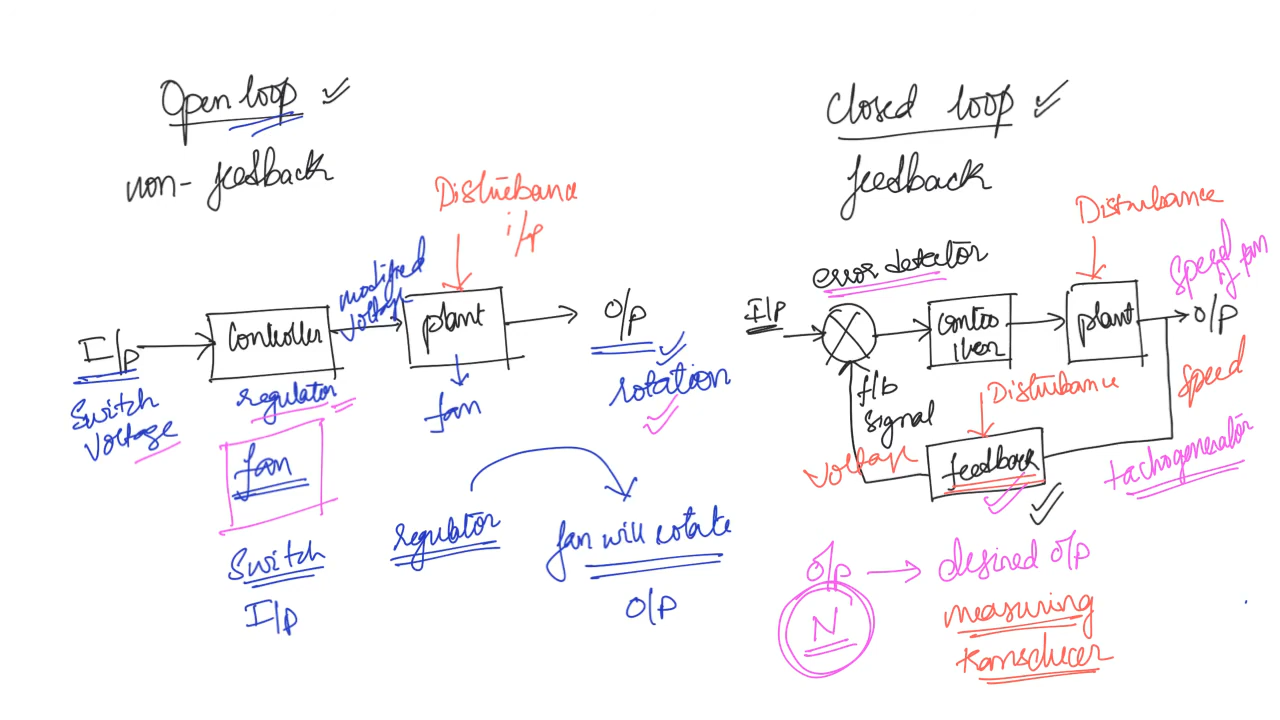 Open loop
non-feedback
Disturbance
i/p
modified
voltage
I/p
Controller
plant
O/p
Switch
Voltage
regulator
fan
rotation
fan
Switch
I/p
regulator
fan will rotate
O/p
Closed loop
feedback
Disturbance
error detector
Speed
of fan
I/p
contro
ller
plant
O/p
f/b
signal
Disturbance
Speed
Voltage
feedback
tachogenerator
O/p → desired O/p
N
measuring
transducer